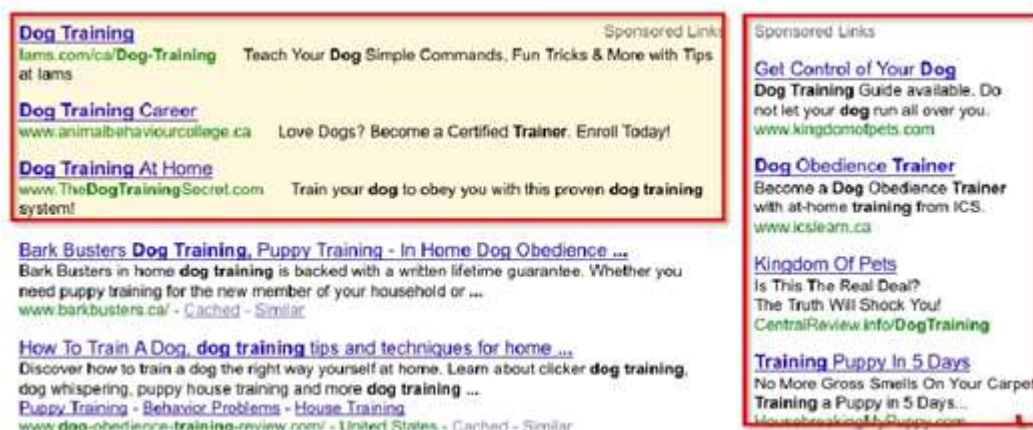 Dog Training
Sponsored Links
Iams.com/ca/Dog-Training Teach Your Dog Simple Commands, Fun Tricks & More with Tips
at Iams
Dog Training Career
www.animalbehaviourcollege.ca Love Dogs? Become a Certified Trainer. Enroll Today!
Dog Training At Home
www.TheDogTrainingSecret.com Train your dog to obey you with this proven dog training
system!
Bark Busters Dog Training, Puppy Training - In Home Dog Obedience ...
Bark Busters in home dog training is backed with a written lifetime guarantee. Whether you
need puppy training for the new member of your household or ...
www.barkbusters.ca/ - Cached - Similar
How To Train A Dog, dog training tips and techniques for home ...
Discover how to train a dog the right way yourself at home. Learn about clicker dog training,
dog whispering, puppy house training and more dog training ...
Puppy Training - Behavior Problems - House Training
www.dog-obedience-training-review.com/ - United States - Cached - Similar
Sponsored Links
Get Control of Your Dog
Dog Training Guide available. Do
not let your dog run all over you.
www.kingdomofpets.com
Dog Obedience Trainer
Become a Dog Obedience Trainer
with at-home training from ICS.
www.icslearn.ca
Kingdom Of Pets
Is This The Real Deal?
The Truth Will Shock You!
CentralReview.info/DogTraining
Training Puppy In 5 Days
No More Gross Smells On Your Carpet
Training a Puppy in 5 Days...
HousebreakingMyPuppy.com